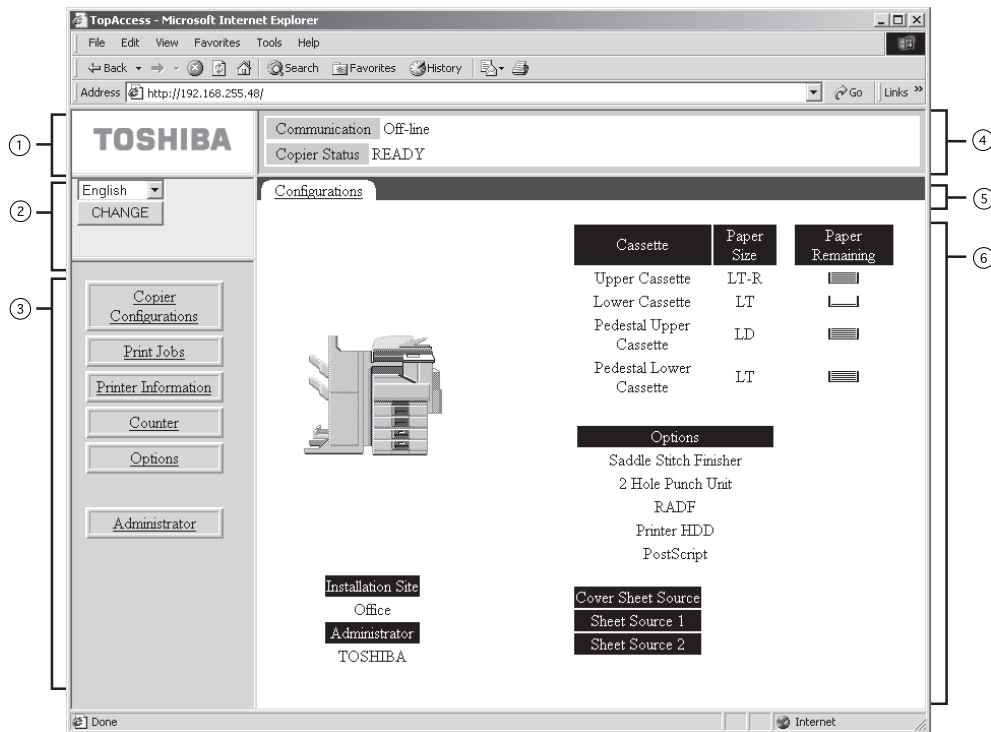 TopAccess - Microsoft Internet Explorer
File Edit View Favorites Tools Help
Back Search Favorites History
Address http://192.168.255.48/ Go Links »
1
TOSHIBA
Communication Off-line
Copier Status READY
4
2
English
CHANGE
Configurations
5
3
Copier
Configurations
Print Jobs
Printer Information
Counter
Options
Administrator
6
Cassette Paper Size Paper Remaining
Upper Cassette LT-R
Lower Cassette LT
Pedestal Upper Cassette LD
Pedestal Lower Cassette LT
Options
Saddle Stitch Finisher
2 Hole Punch Unit
RADF
Printer HDD
PostScript
Installation Site
Office
Administrator
TOSHIBA
Cover Sheet Source
Sheet Source 1
Sheet Source 2
Done Internet